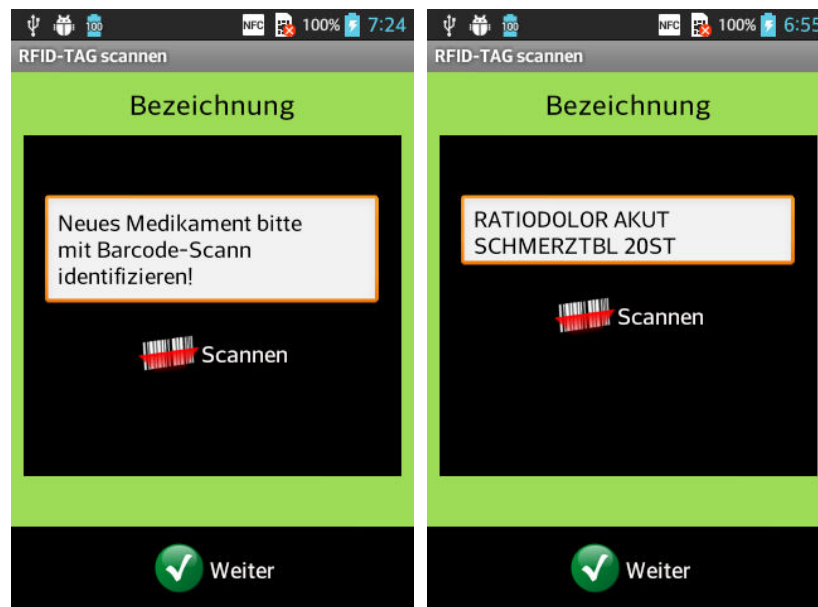 100
NFC
100%
7:24
RFID-TAG scannen
Bezeichnung
Neues Medikament bitte
mit Barcode-Scann
identifizieren!
Scannen
Weiter
100
NFC
100%
6:55
RFID-TAG scannen
Bezeichnung
RATIODOLOR AKUT
SCHMERZTBL 20ST
Scannen
Weiter